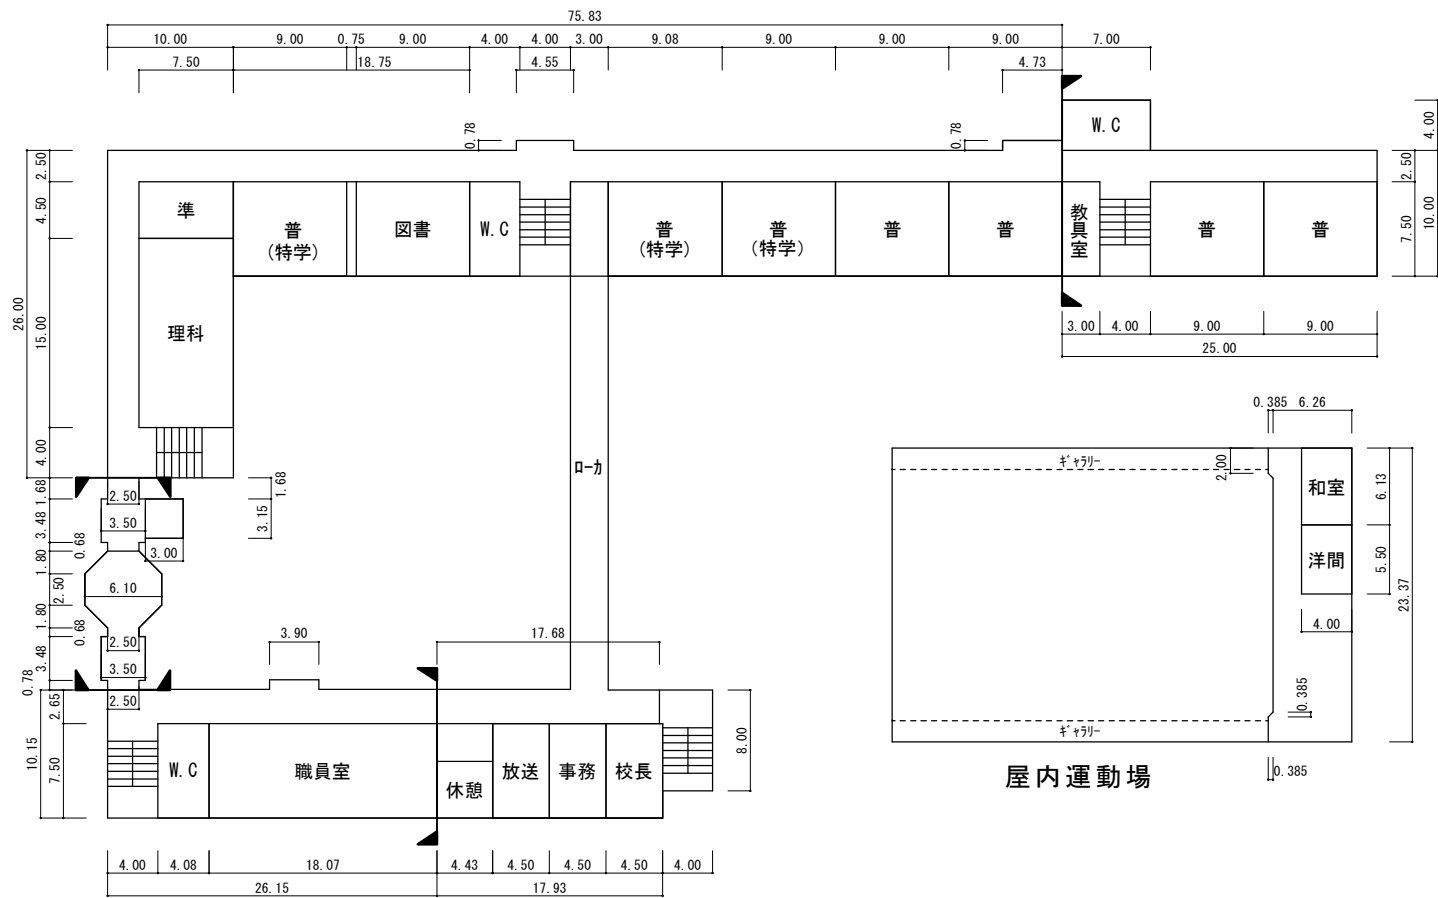 75.83
10.00 9.00 0.75 9.00 4.00 4.00 3.00 9.08 9.00 9.00 9.00 7.00
7.50 18.75 4.55 4.73
0.78 0.78
W.C
4.00
2.50 2.50
4.50
準
普
(特学)
図書
W.C
普
(特学)
普
(特学)
普
普
教具室
普
普
7.50
10.00
26.00
15.00
理科
3.00 4.00 9.00 9.00
25.00
4.00
ﾛｰｶ
1.68
2.50
1.68
3.48
3.50
3.15
0.68
3.00
1.80
2.50
6.10
1.80
0.68
2.50
3.48
3.50
0.78
2.50
3.90
17.68
2.65
10.15
7.50
W.C
職員室
休憩
放送
事務
校長
8.00
4.00 4.08 18.07 4.43 4.50 4.50 4.50 4.00
26.15 17.93
0.385 6.26
ｷﾞｬﾗﾘｰ
2.00
和室
6.13
洋間
5.50
23.37
4.00
0.385
ｷﾞｬﾗﾘｰ
屋内運動場
0.385